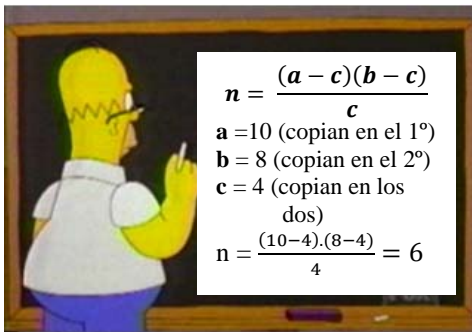 n = (a − c)(b − c) / c
a =10 (copian en el 1º)
b = 8 (copian en el 2º)
c = 4 (copian en los
dos)
n = (10−4).(8−4) / 4 = 6